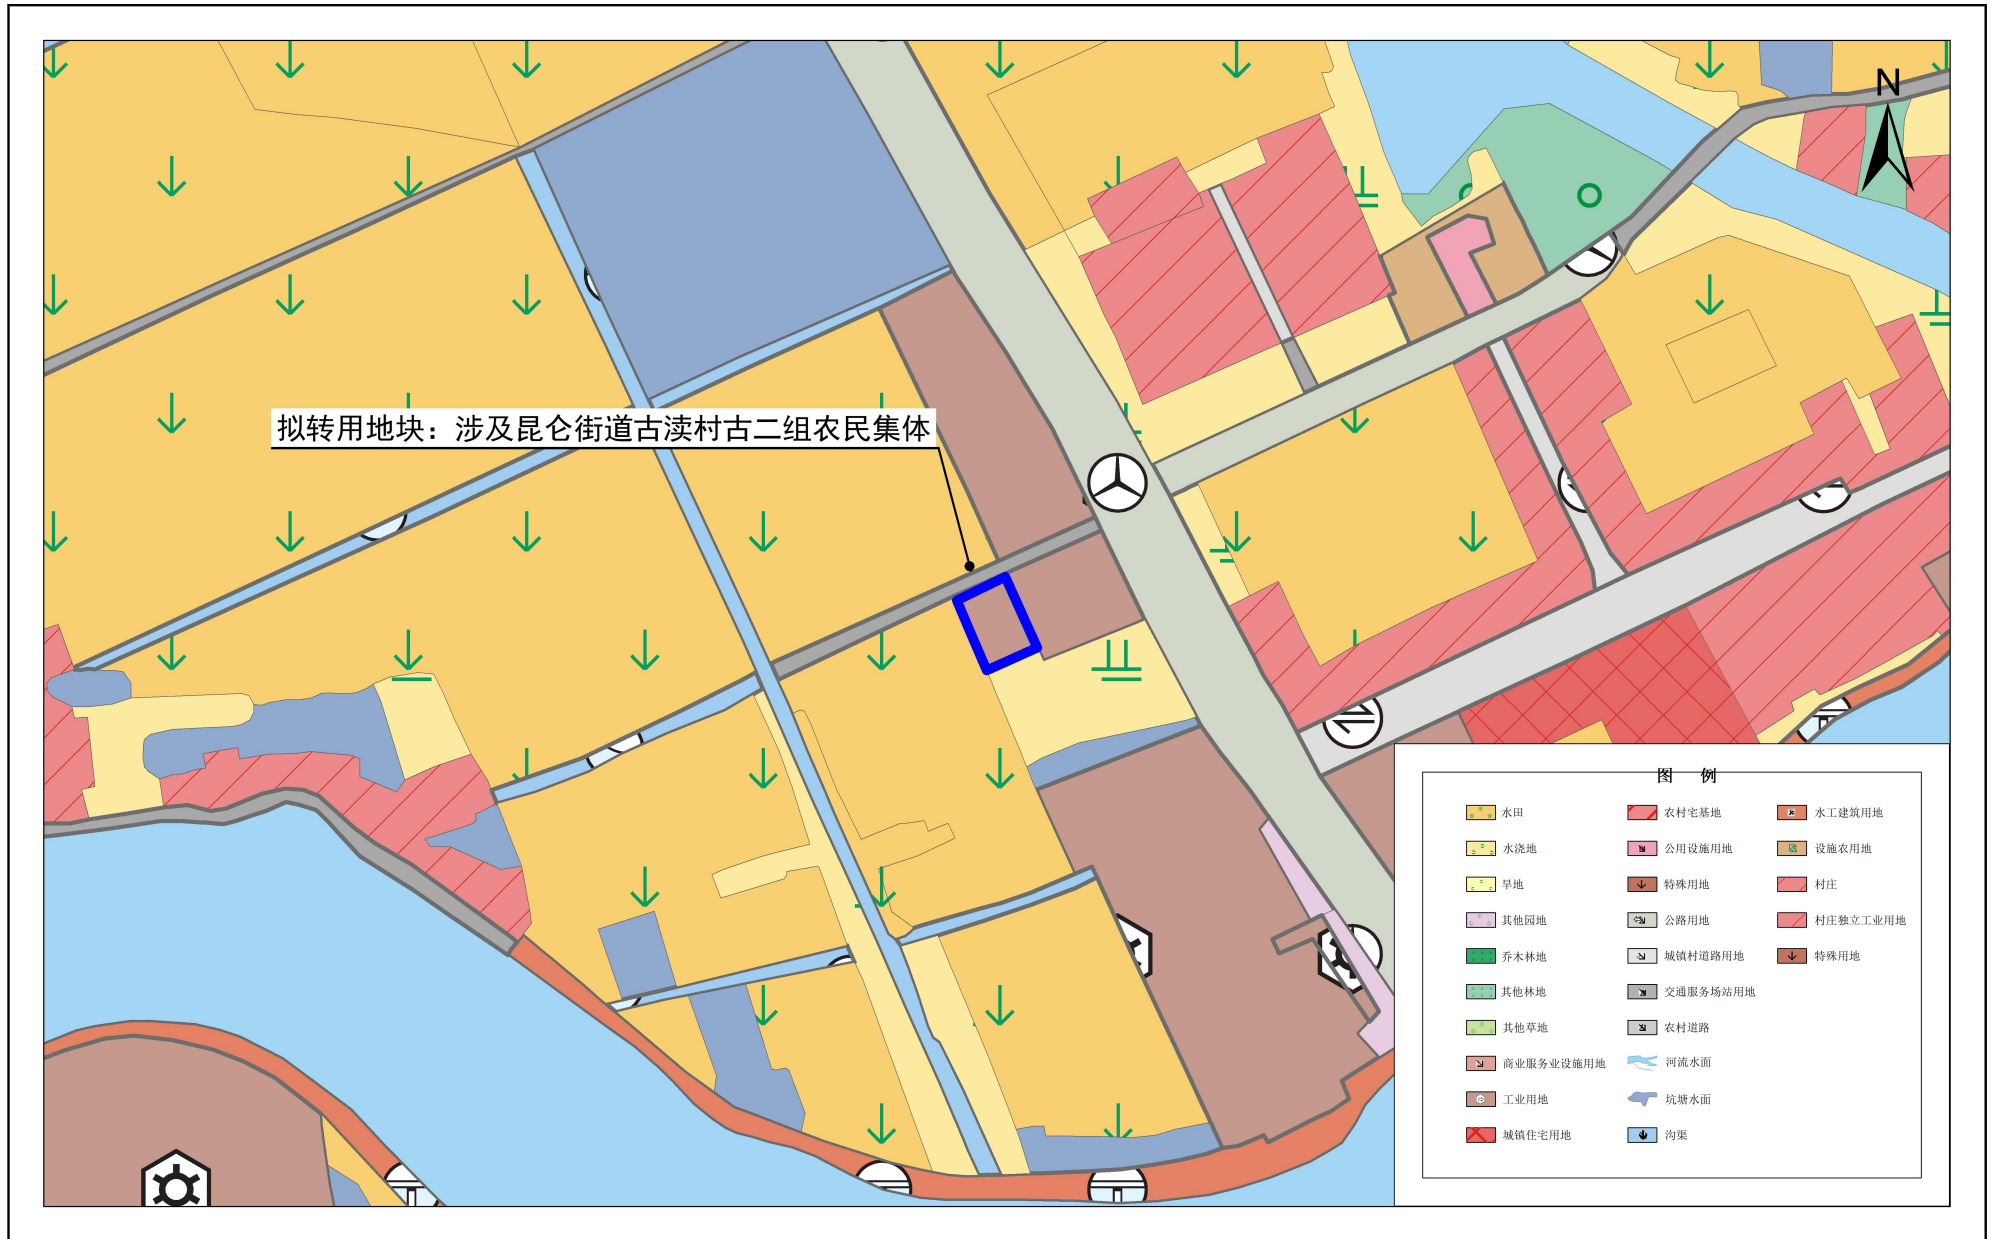 N
拟转用地块：涉及昆仑街道古渎村古二组农民集体
图 例
水田 农村宅基地 水工建筑用地
水浇地 公用设施用地 设施农用地
旱地 特殊用地 村庄
其他园地 公路用地 村庄独立工业用地
乔木林地 城镇村道路用地 特殊用地
其他林地 交通服务场站用地
其他草地 农村道路
商业服务业设施用地 河流水面
工业用地 坑塘水面
城镇住宅用地 沟渠